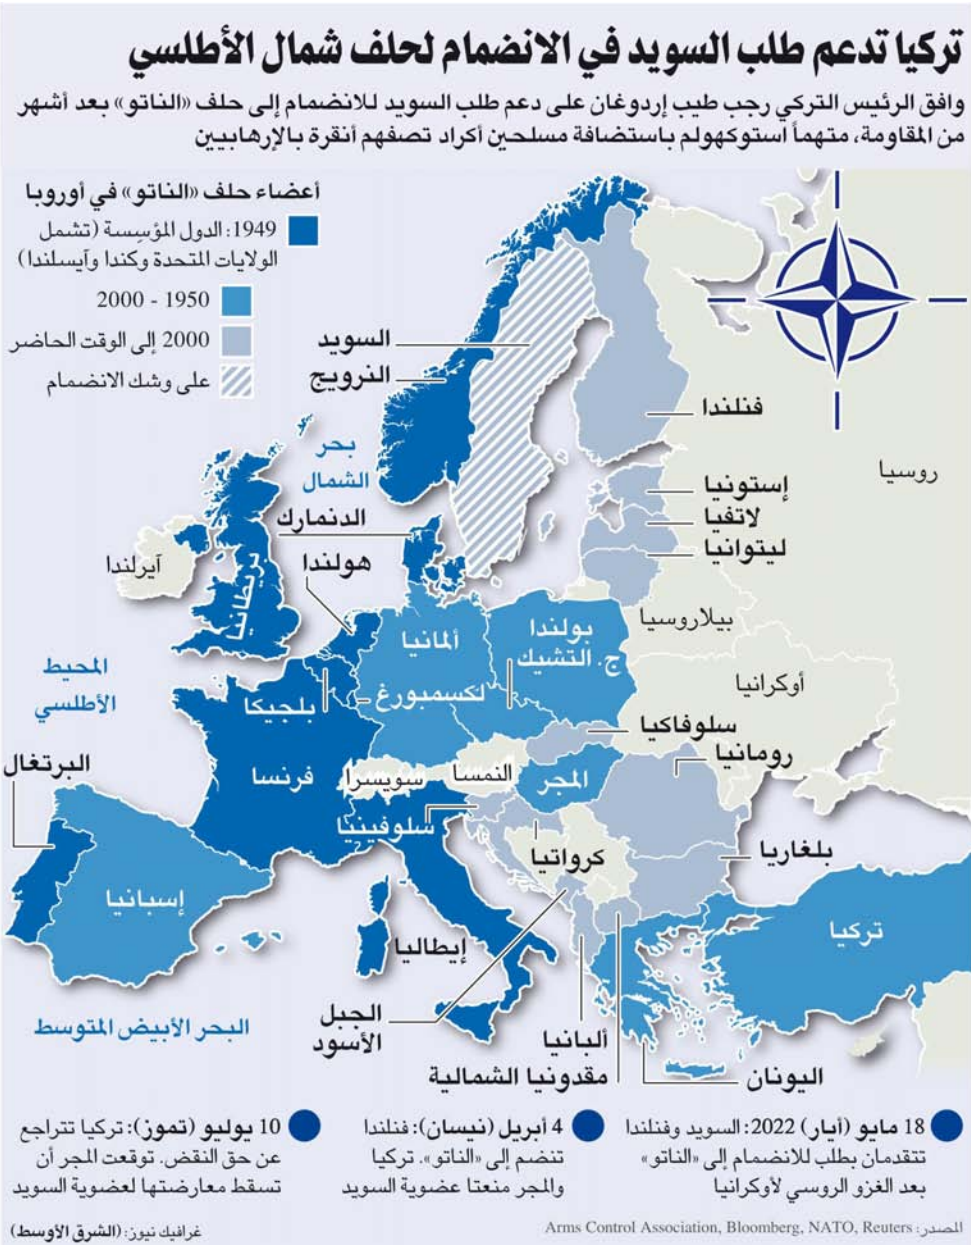 تركيا تدعم طلب السويد في الانضمام لحلف شمال الأطلسي
وافق الرئيس التركي رجب طيب إردوغان على دعم طلب السويد للانضمام إلى حلف «الناتو» بعد أشهر
من المقاومة، متهماً استوكهولم باستضافة مسلحين أكراد تصفهم أنقرة بالإرهابيين
أعضاء حلف «الناتو» في أوروبا
1949: الدول المؤسِسة (تشمل
الولايات المتحدة وكندا وآيسلندا)
1950 - 2000
2000 إلى الوقت الحاضر
على وشك الانضمام
السويد
النرويج
فنلندا
روسيا
بحر
الشمال
إستونيا
لاتفيا
ليتوانيا
الدنمارك
هولندا
آيرلندا
بريطانيا
بيلاروسيا
ألمانيا
بولندا
ج. التشيك
المحيط
الأطلسي
أوكرانيا
لكسمبورغ
بلجيكا
سلوفاكيا
رومانيا
البرتغال
فرنسا
سويسرا
النمسا
المجر
سلوفينيا
كرواتيا
بلغاريا
إسبانيا
تركيا
إيطاليا
البحر الأبيض المتوسط
الجبل
الأسود
ألبانيا
مقدونيا الشمالية
اليونان
18 مايو (أيار) 2022: السويد وفنلندا
تتقدمان بطلب للانضمام إلى «الناتو»
بعد الغزو الروسي لأوكرانيا
4 أبريل (نيسان): فنلندا
تنضم إلى «الناتو». تركيا
والمجر منعتا عضوية السويد
10 يوليو (تموز): تركيا تتراجع
عن حق النقض. توقعت المجر أن
تسقط معارضتها لعضوية السويد
المصدر: Arms Control Association, Bloomberg, NATO, Reuters
غرافيك نيوز: (الشرق الأوسط)